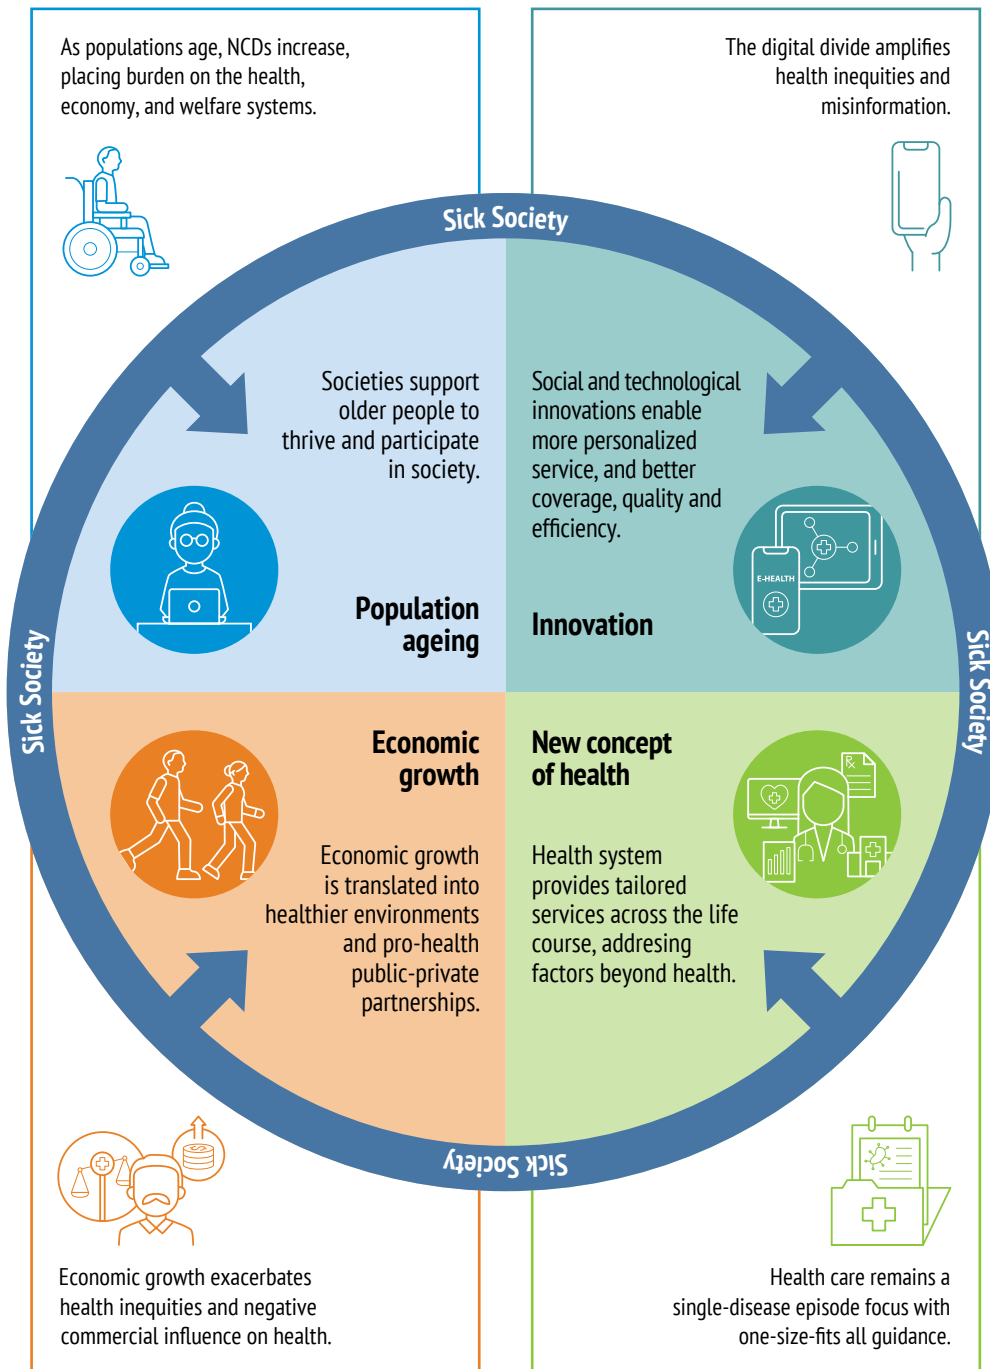 As populations age, NCDs increase,
placing burden on the health,
economy, and welfare systems.
The digital divide amplifies
health inequities and
misinformation.
Sick Society
Societies support
older people to
thrive and participate
in society.
Population
ageing
Social and technological
innovations enable
more personalized
service, and better
coverage, quality and
efficiency.
E-HEALTH
Innovation
Sick Society
Sick Society
Economic
growth
Economic growth
is translated into
healthier environments
and pro-health
public-private
partnerships.
New concept
of health
Rx
Health system
provides tailored
services across the life
course, addresing
factors beyond health.
Sick Society
$
Economic growth exacerbates
health inequities and negative
commercial influence on health.
Health care remains a
single-disease episode focus with
one-size-fits all guidance.